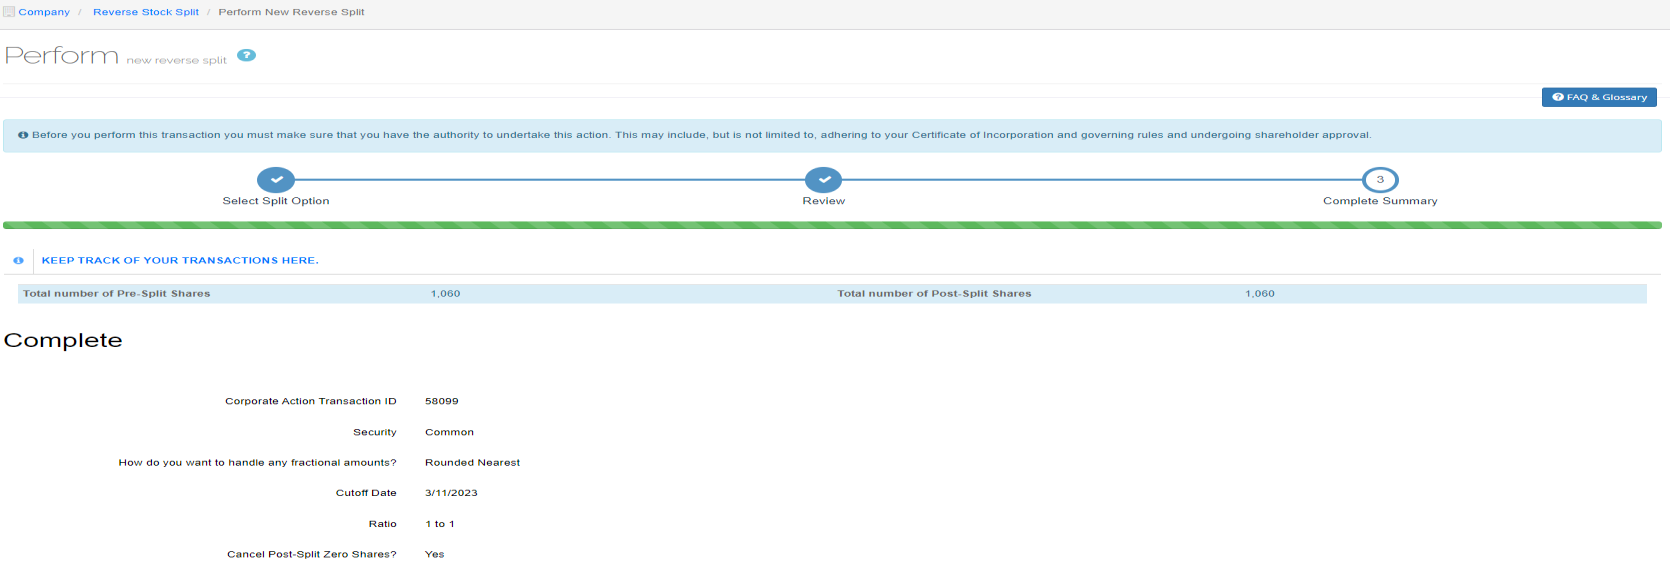 Company / Reverse Stock Split / Perform New Reverse Split
Perform new reverse split ?
? FAQ & Glossary
Before you perform this transaction you must make sure that you have the authority to undertake this action. This may include, but is not limited to, adhering to your Certificate of Incorporation and governing rules and undergoing shareholder approval.
3
Select Split Option Review Complete Summary
KEEP TRACK OF YOUR TRANSACTIONS HERE.
Total number of Pre-Split Shares 1,060 Total number of Post-Split Shares 1,060
Complete
Corporate Action Transaction ID 58099
Security Common
How do you want to handle any fractional amounts? Rounded Nearest
Cutoff Date 3/11/2023
Ratio 1 to 1
Cancel Post-Split Zero Shares? Yes